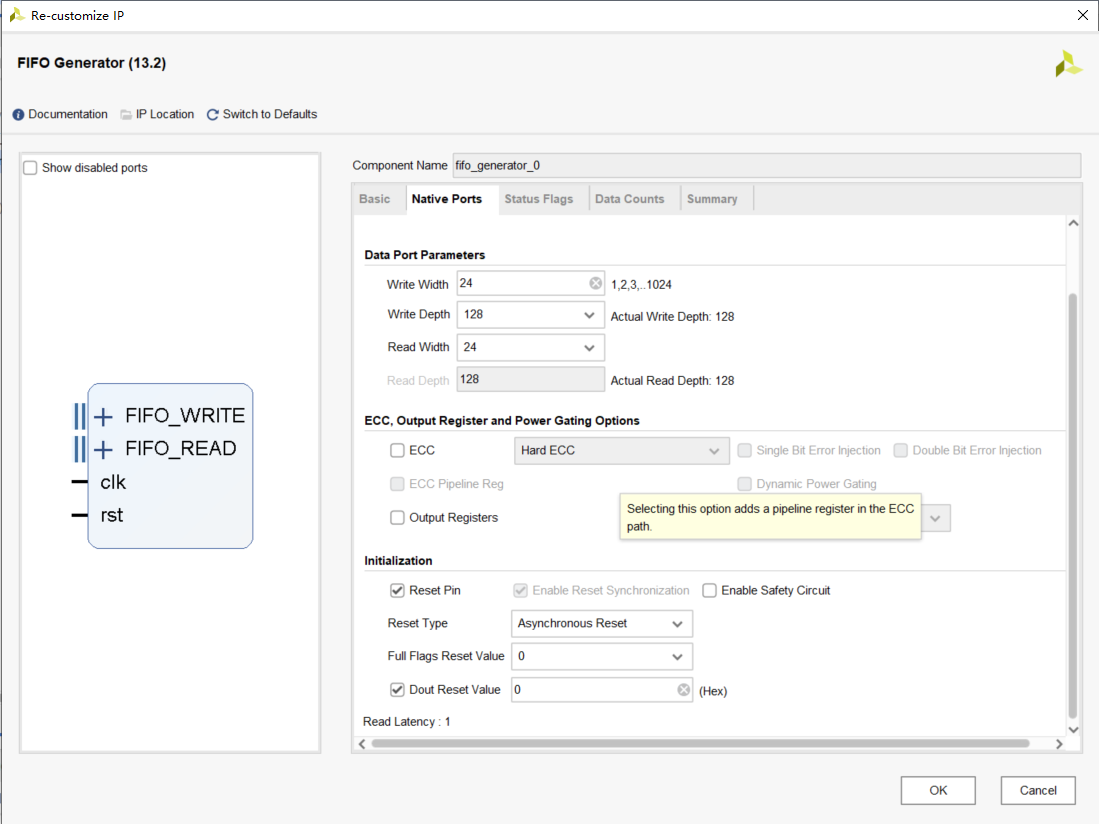 Re-customize IP
FIFO Generator (13.2)
Documentation IP Location Switch to Defaults
Show disabled ports
FIFO_WRITE
FIFO_READ
clk
rst
Component Name fifo_generator_0
Basic Native Ports Status Flags Data Counts Summary
Data Port Parameters
Write Width 24 1,2,3,..1024
Write Depth 128 Actual Write Depth: 128
Read Width 24
Read Depth 128 Actual Read Depth: 128
ECC, Output Register and Power Gating Options
ECC Hard ECC Single Bit Error Injection Double Bit Error Injection
ECC Pipeline Reg Dynamic Power Gating
Output Registers
Selecting this option adds a pipeline register in the ECC
path.
Initialization
Reset Pin Enable Reset Synchronization Enable Safety Circuit
Reset Type Asynchronous Reset
Full Flags Reset Value 0
Dout Reset Value 0 (Hex)
Read Latency : 1
OK Cancel